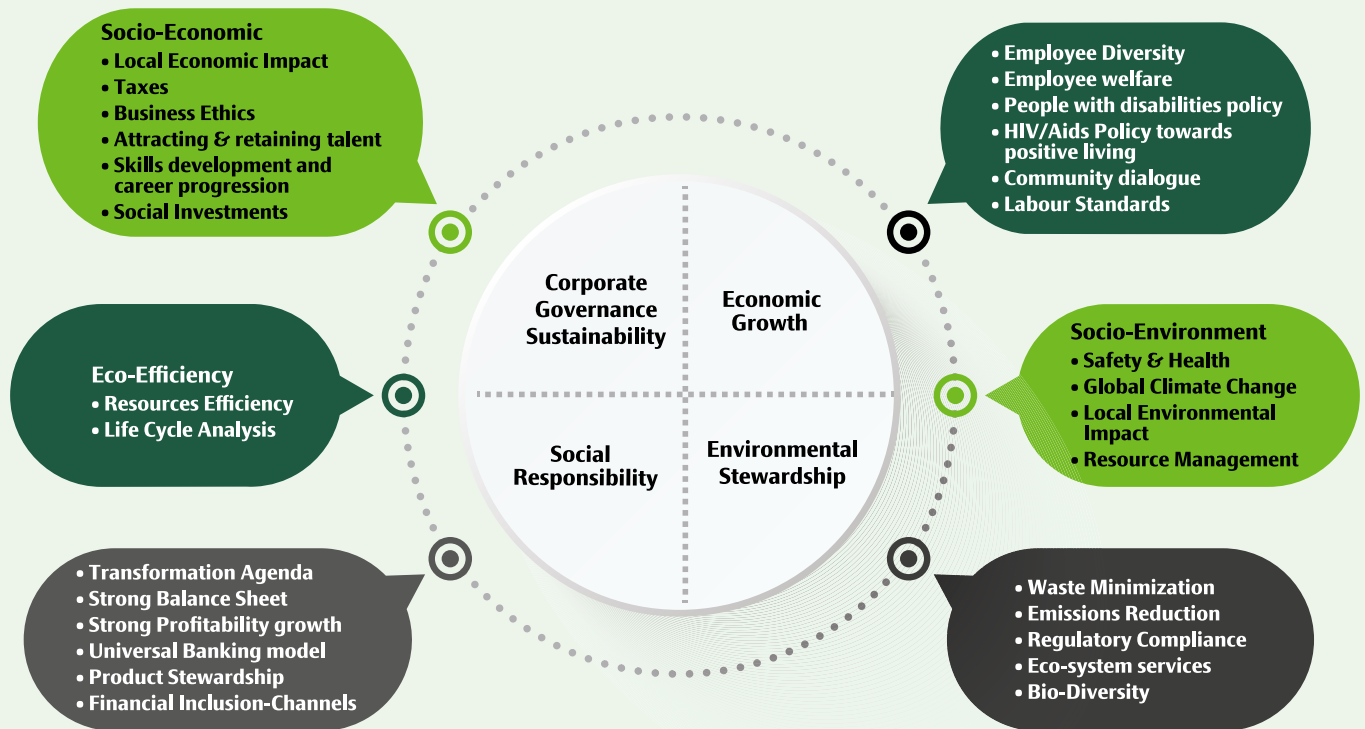 Socio-Economic
• Local Economic Impact
• Taxes
• Business Ethics
• Attracting & retaining talent
• Skills development and
career progression
• Social Investments
• Employee Diversity
• Employee welfare
• People with disabilities policy
• HIV/Aids Policy towards
positive living
• Community dialogue
• Labour Standards
Corporate
Governance
Sustainability
Economic
Growth
Social
Responsibility
Environmental
Stewardship
Eco-Efficiency
• Resources Efficiency
• Life Cycle Analysis
Socio-Environment
• Safety & Health
• Global Climate Change
• Local Environmental
Impact
• Resource Management
• Transformation Agenda
• Strong Balance Sheet
• Strong Profitability growth
• Universal Banking model
• Product Stewardship
• Financial Inclusion-Channels
• Waste Minimization
• Emissions Reduction
• Regulatory Compliance
• Eco-system services
• Bio-Diversity